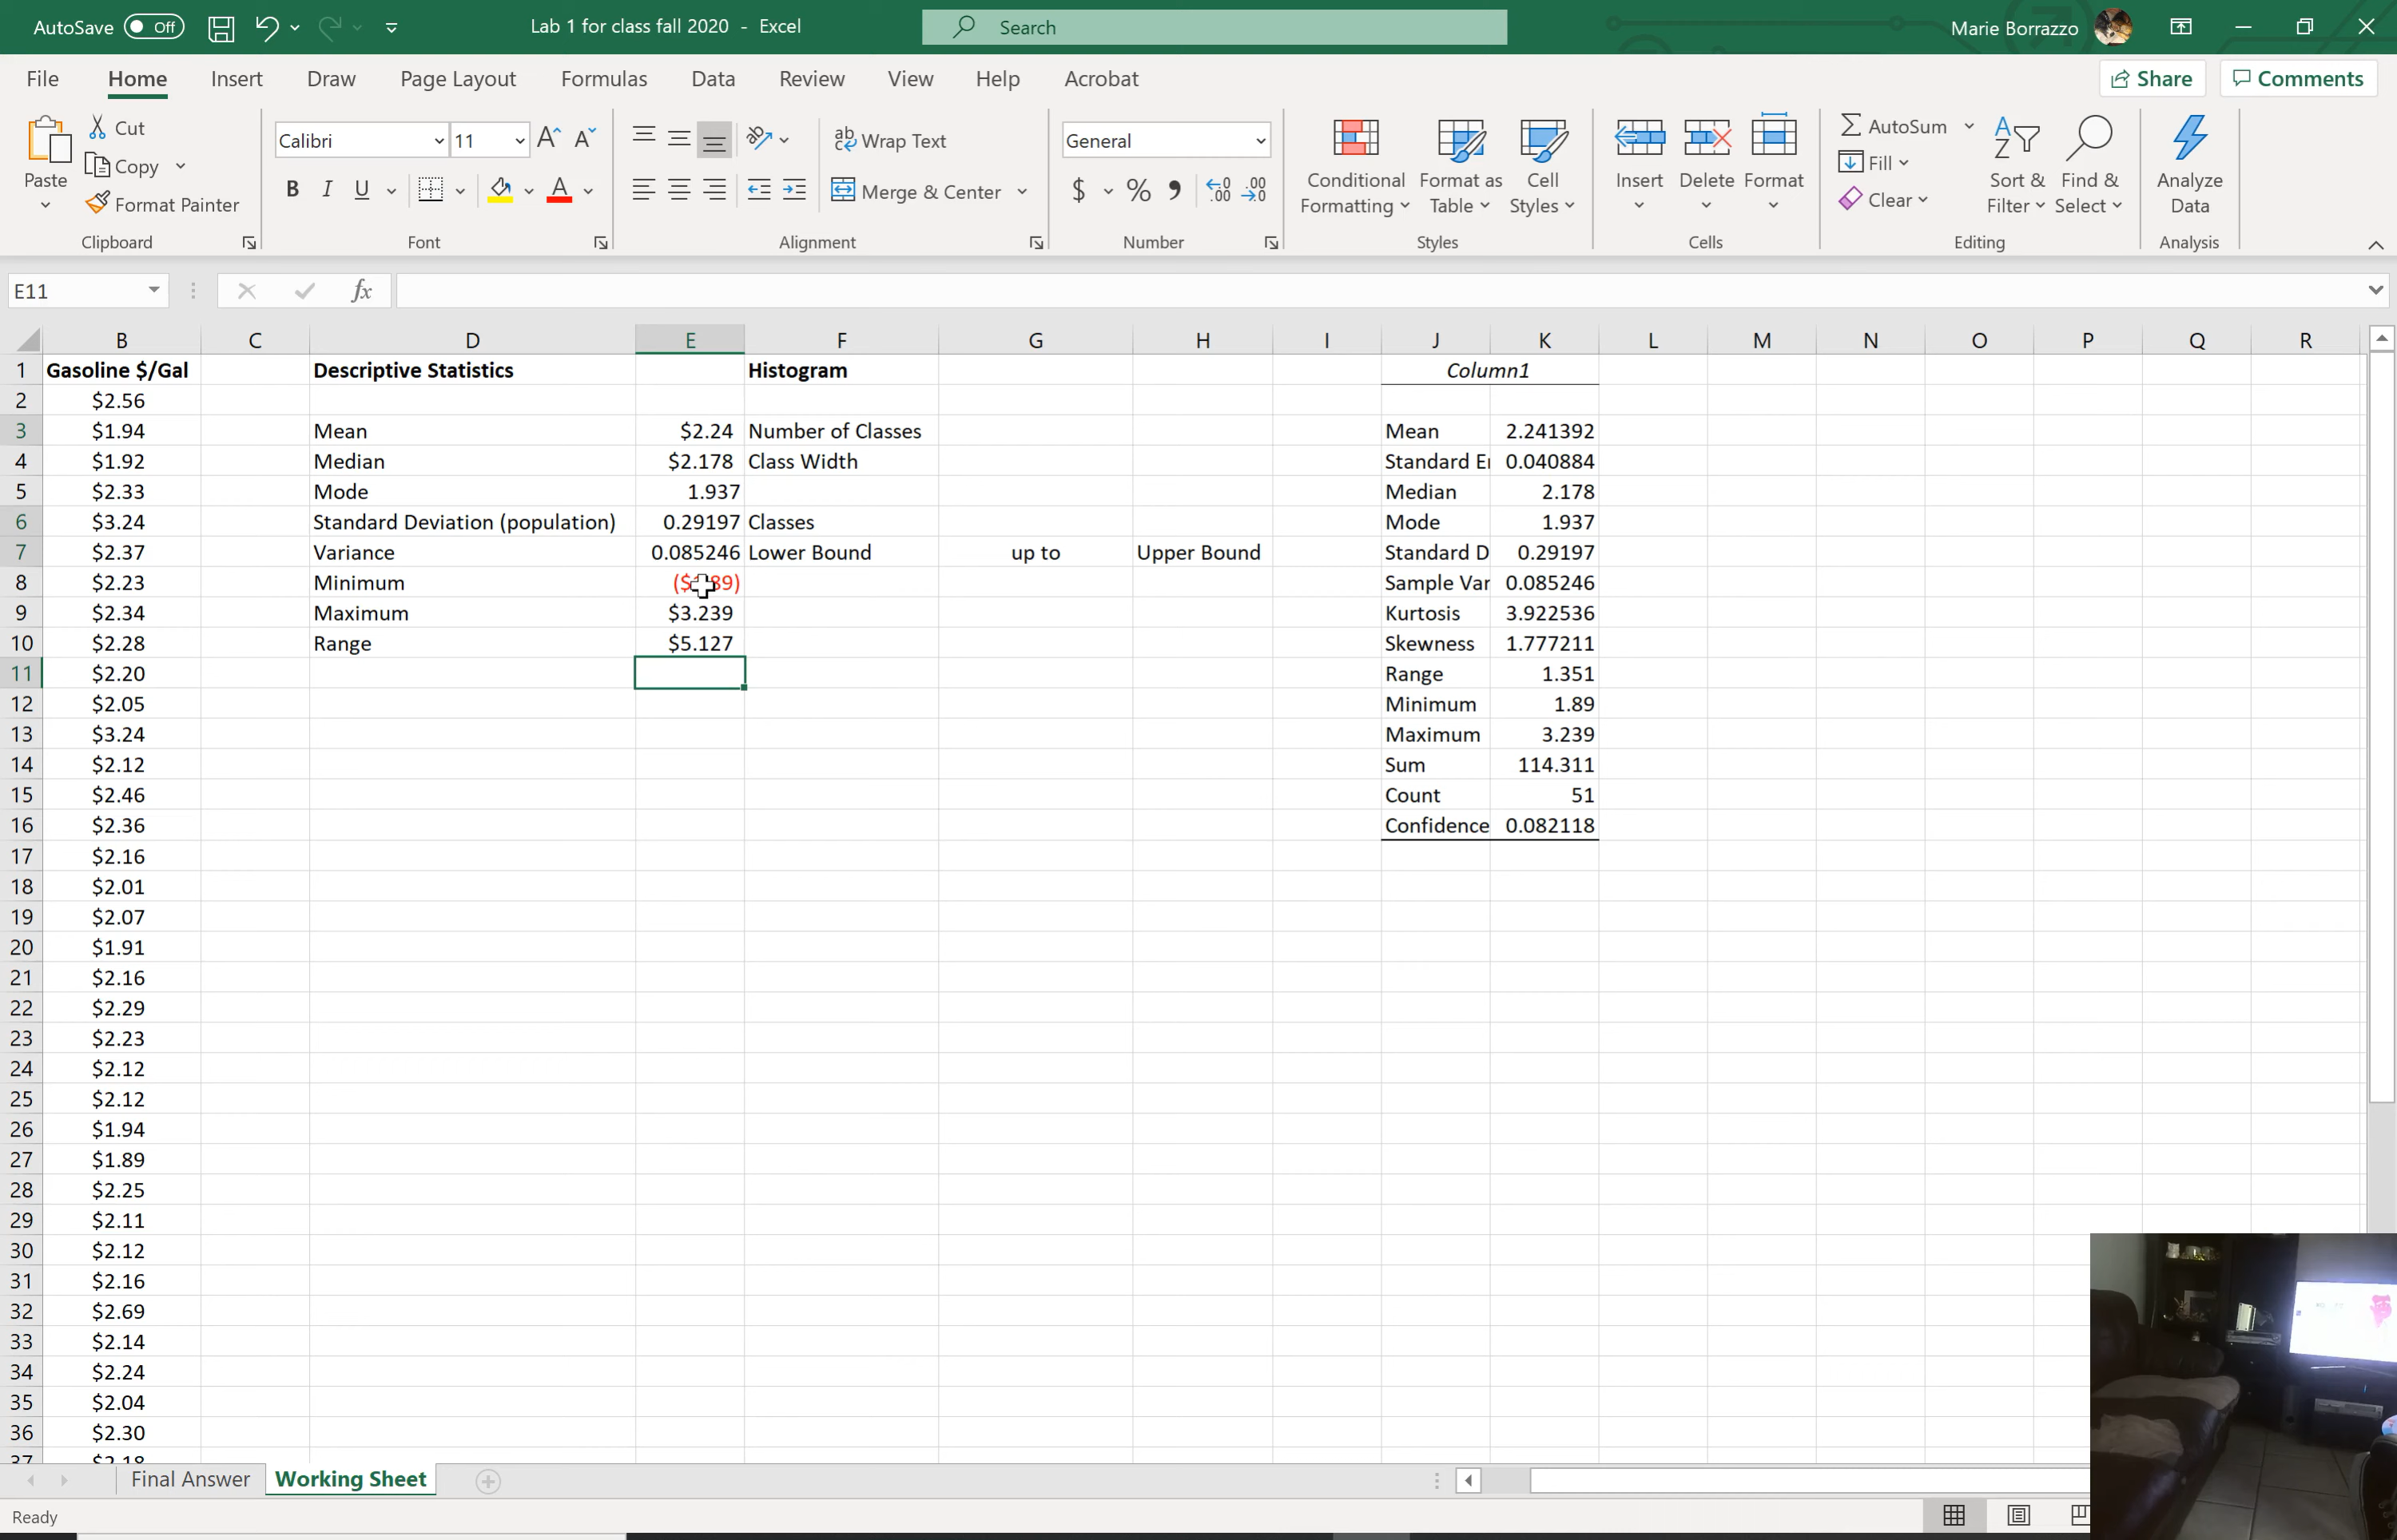 AutoSave Off Lab 1 for class fall 2020 - Excel Search Marie Borrazzo
File Home Insert Draw Page Layout Formulas Data Review View Help Acrobat Share Comments
Paste Cut Copy Format Painter Clipboard
Calibri 11 B I U A Font
ab Wrap Text Merge & Center Alignment
General $ % Number
Conditional Formatting Format as Table Cell Styles Styles
Insert Delete Format Cells
AutoSum Fill Clear Sort & Filter Find & Select Editing
Analyze Data Analysis
E11 fx
B C D E F G H I J K L M N O P Q R
1 Gasoline $/Gal Descriptive Statistics Histogram Column1
2 $2.56
3 $1.94 Mean $2.24 Number of Classes Mean 2.241392
4 $1.92 Median $2.178 Class Width Standard 0.040884
5 $2.33 Mode 1.937 Median 2.178
6 $3.24 Standard Deviation (population) 0.29197 Classes Mode 1.937
7 $2.37 Variance 0.085246 Lower Bound up to Upper Bound Standard D 0.29197
8 $2.23 Minimum Sample Var 0.085246
9 $2.34 Maximum $3.239 Kurtosis 3.922536
10 $2.28 Range $5.127 Skewness 1.777211
11 $2.20 Range 1.351
12 $2.05 Minimum 1.89
13 $3.24 Maximum 3.239
14 $2.12 Sum 114.311
15 $2.46 Count 51
16 $2.36 Confidence 0.082118
17 $2.16
18 $2.01
19 $2.07
20 $1.91
21 $2.16
22 $2.29
23 $2.23
24 $2.12
25 $2.12
26 $1.94
27 $1.89
28 $2.25
29 $2.11
30 $2.12
31 $2.16
32 $2.69
33 $2.14
34 $2.24
35 $2.04
36 $2.30
37 $2.18
Final Answer Working Sheet
Ready